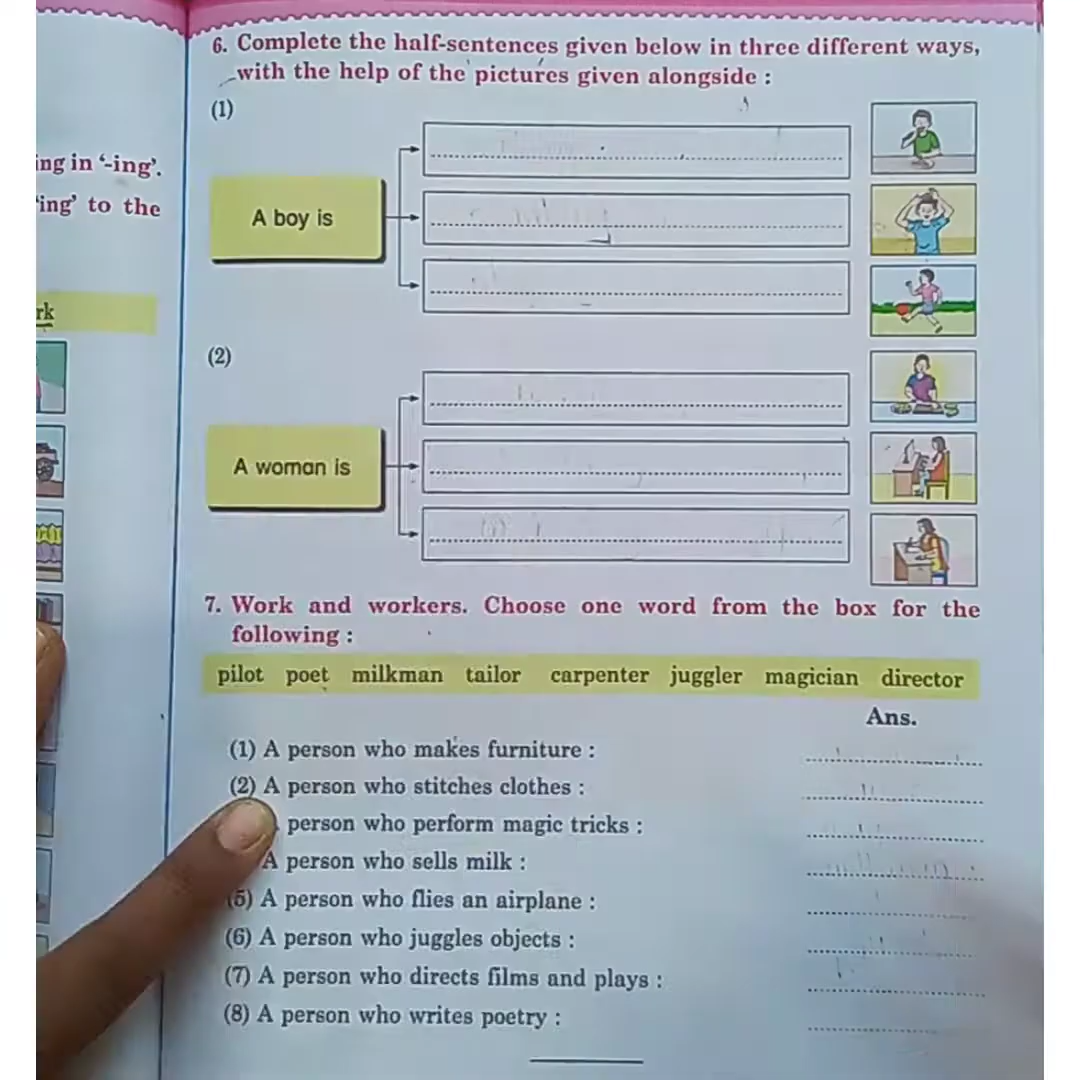 ing in ‘-ing’.
ing’ to the
rk
6. Complete the half-sentences given below in three different ways,
with the help of the pictures given alongside :
(1)
A boy is
(2)
A woman is
7. Work and workers. Choose one word from the box for the
following :
pilot poet milkman tailor carpenter juggler magician director
Ans.
(1) A person who makes furniture :
(2) A person who stitches clothes :
person who perform magic tricks :
A person who sells milk :
(5) A person who flies an airplane :
(6) A person who juggles objects :
(7) A person who directs films and plays :
(8) A person who writes poetry :